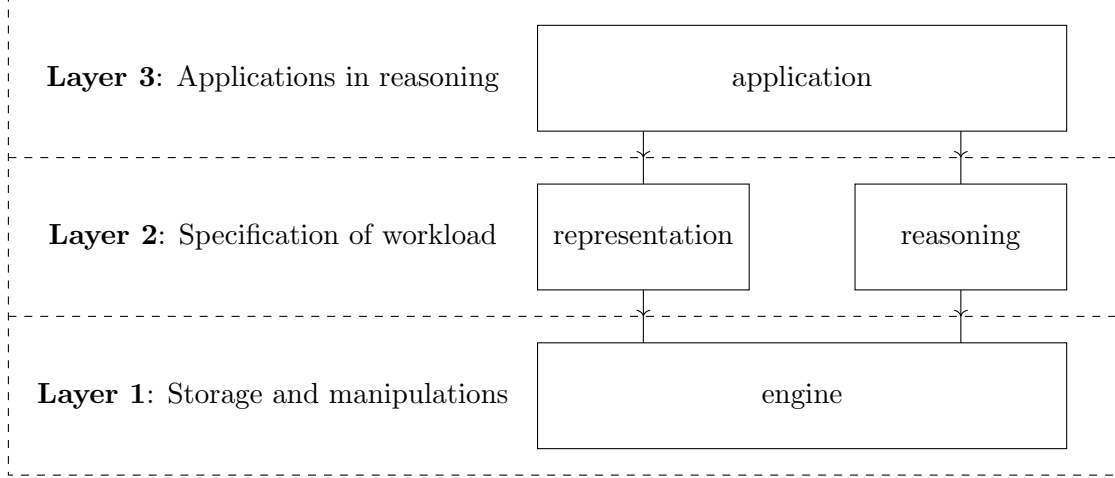 Layer 3: Applications in reasoning
application
Layer 2: Specification of workload
representation
reasoning
Layer 1: Storage and manipulations
engine